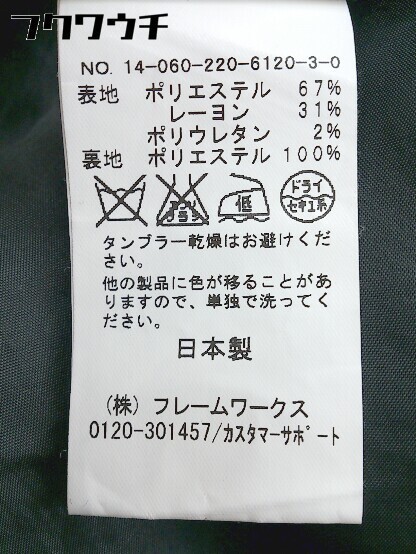 フクワウチ
NO. 14-060-220-6120-3-0
表地 ポリエステル 67%
レーヨン 31%
ポリウレタン 2%
裏地 ポリエステル 100%
エンソ サラシ 低 ドライ セキユ系
タンブラー乾燥はお避けくだ
さい。
他の製品に色が移ることがあ
りますので、単独で洗ってく
ださい。
日本製
(株) フレームワークス
0120-301457/カスタマーサポート